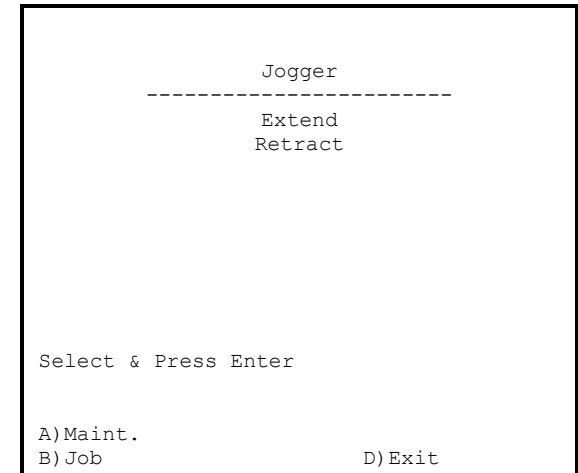 Jogger
------------------------
Extend
Retract
Select & Press Enter
A)Maint.
B)Job D)Exit